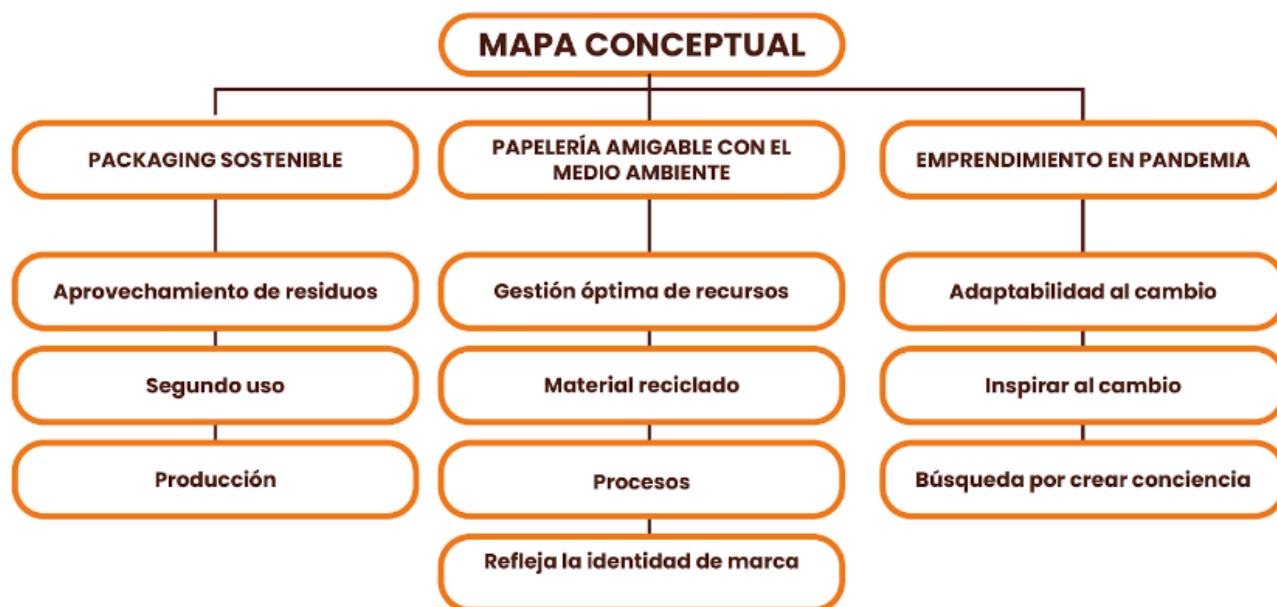 MAPA CONCEPTUAL
PACKAGING SOSTENIBLE
PAPELERÍA AMIGABLE CON EL
MEDIO AMBIENTE
EMPRENDIMIENTO EN PANDEMIA
Aprovechamiento de residuos
Gestión óptima de recursos
Adaptabilidad al cambio
Segundo uso
Material reciclado
Inspirar al cambio
Producción
Procesos
Búsqueda por crear conciencia
Refleja la identidad de marca